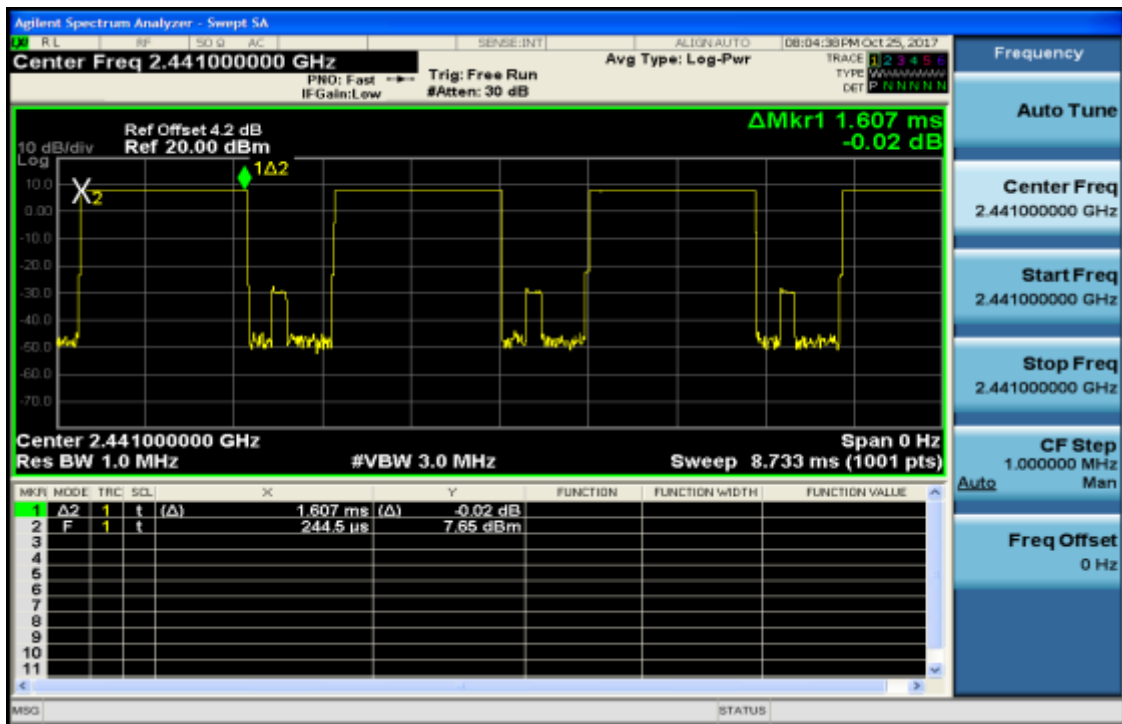 Agilent Spectrum Analyzer - Swept SA
RL RF 50 Ω AC SENSE:INT ALIGNAUTO 08:04:38 PM Oct 25, 2017
Center Freq 2.441000000 GHz
PNO: Fast
IFGain:Low
Trig: Free Run
#Atten: 30 dB
Avg Type: Log-Pwr
TRACE 1 2 3 4 5 6
TYPE
DET P N N N N N
Frequency
Auto Tune
Center Freq
2.441000000 GHz
Start Freq
2.441000000 GHz
Stop Freq
2.441000000 GHz
CF Step
1.000000 MHz
Auto Man
Freq Offset
0 Hz
ΔMkr1 1.607 ms
-0.02 dB
Ref Offset 4.2 dB
10 dB/div Ref 20.00 dBm
Log
10.0
0.00
-10.0
-20.0
-30.0
-40.0
-50.0
-60.0
-70.0
X2
1Δ2
Center 2.441000000 GHz Span 0 Hz
Res BW 1.0 MHz #VBW 3.0 MHz Sweep 8.733 ms (1001 pts)
MKR MODE TRC SCL X Y FUNCTION FUNCTION WIDTH FUNCTION VALUE
1 Δ2 1 t (Δ) 1.607 ms (Δ) -0.02 dB
2 F 1 t 244.5 µs 7.65 dBm
3
4
5
6
7
8
9
10
11
MSG STATUS